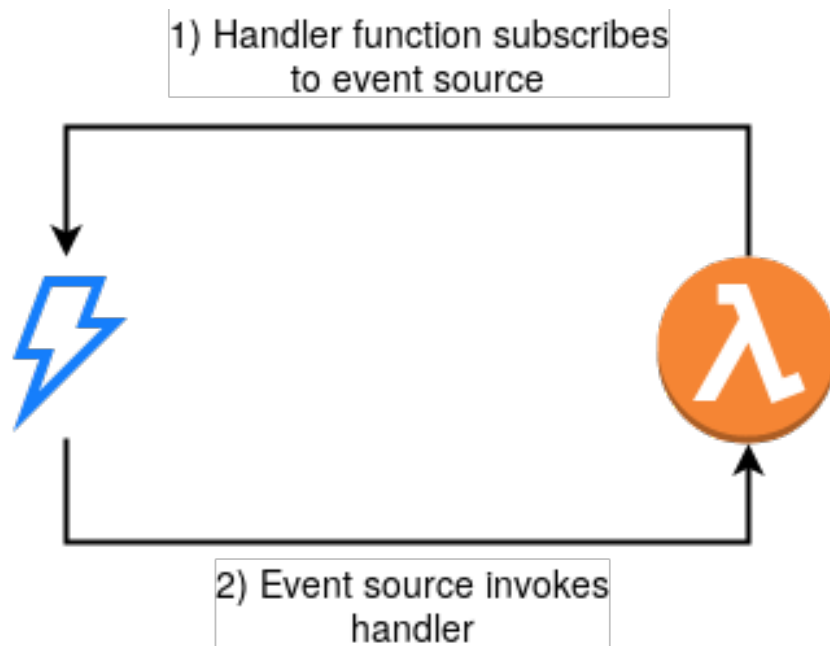 1) Handler function subscribes
to event source
2) Event source invokes
handler